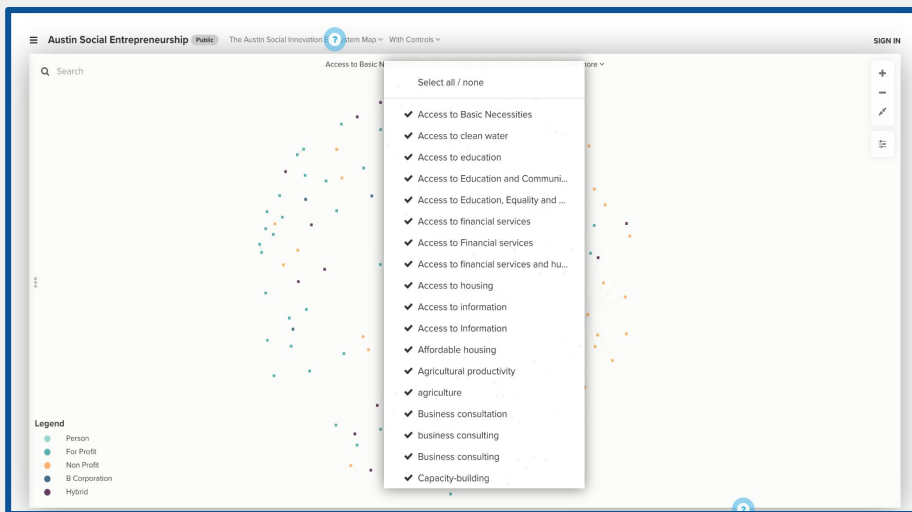 Austin Social Entrepreneurship Public The Austin Social Innovation tem Map With Controls SIGN IN
Search
Access to Basic N ore
Select all / none
Access to Basic Necessities
Access to clean water
Access to education
Access to Education and Communi...
Access to Education, Equality and ...
Access to financial services
Access to Financial services
Access to financial services and hu...
Access to housing
Access to information
Access to Information
Affordable housing
Agricultural productivity
agriculture
Business consultation
business consulting
Business consulting
Capacity-building
Legend
Person
For Profit
Non Profit
B Corporation
Hybrid
?
?